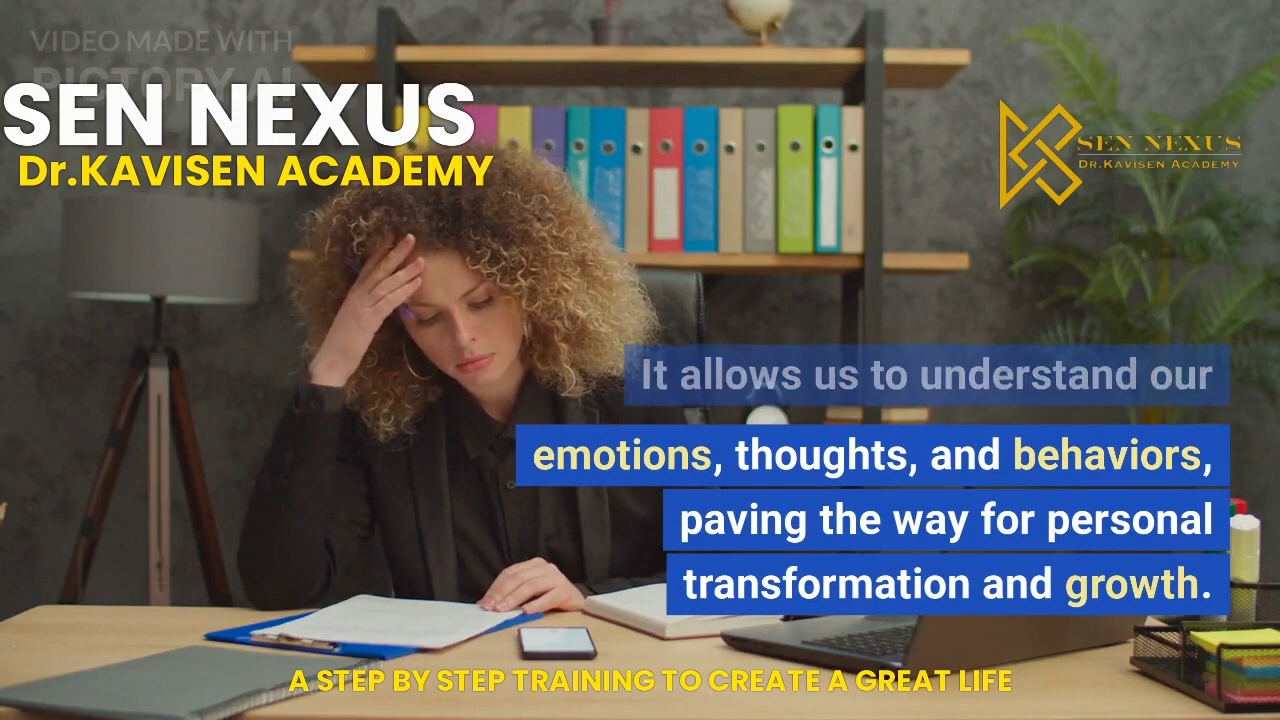 VIDEO MADE WITH
PICTORY.AI
SEN NEXUS
Dr.KAVISEN ACADEMY
SEN NEXUS
DR.KAVISEN ACADEMY
It allows us to understand our
emotions, thoughts, and behaviors,
paving the way for personal
transformation and growth.
A STEP BY STEP TRAINING TO CREATE A GREAT LIFE